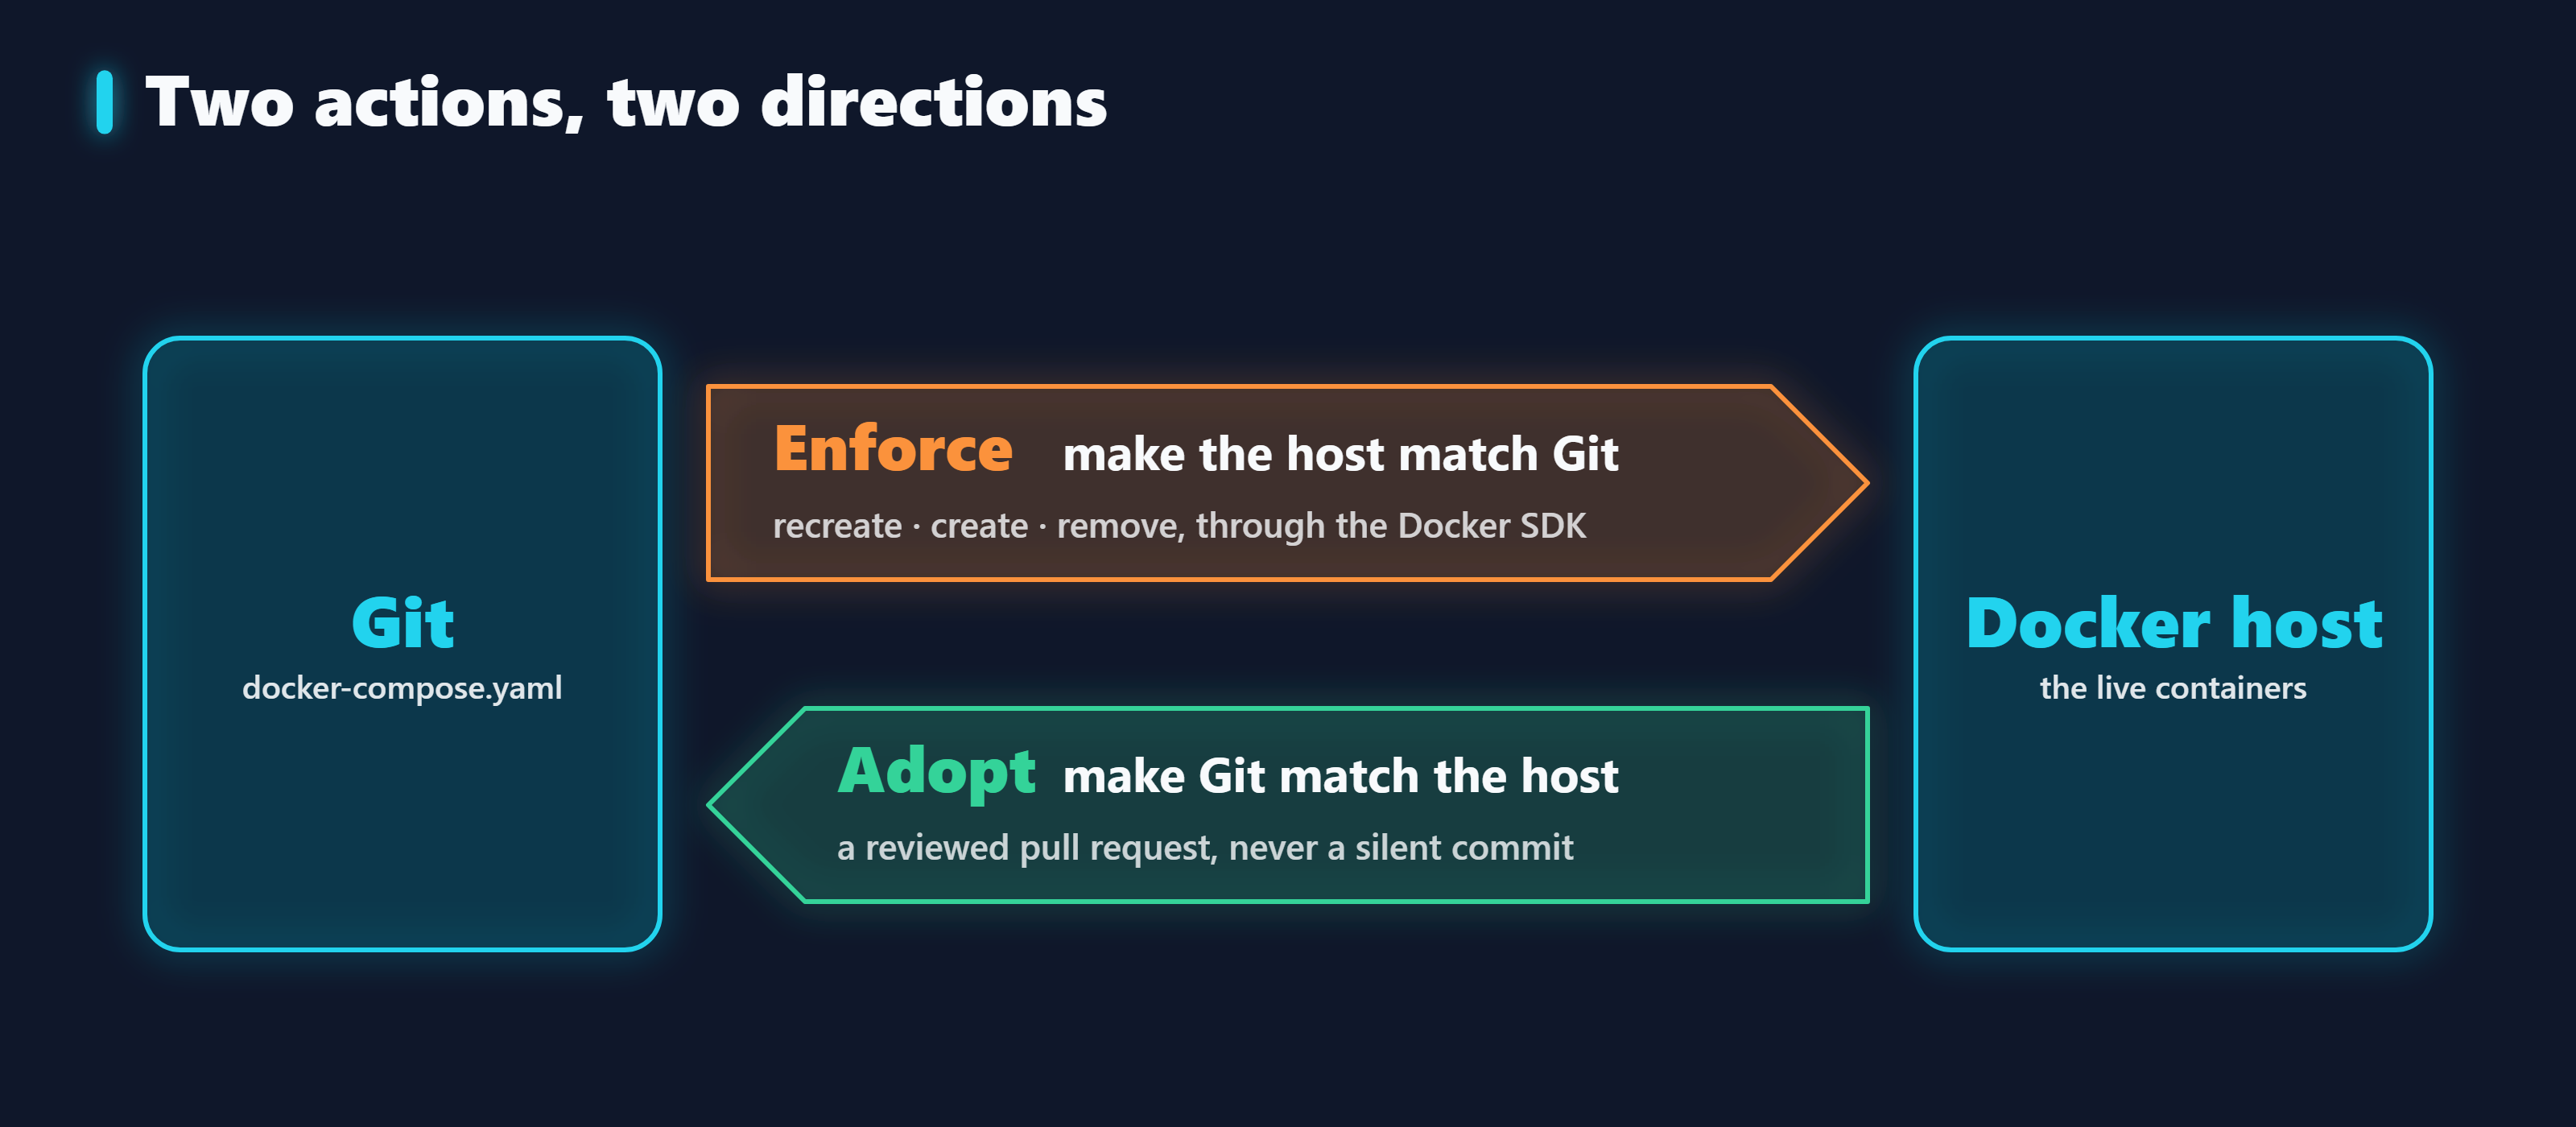 Two actions, two directions
Git
docker-compose.yaml
Enforce make the host match Git
recreate · create · remove, through the Docker SDK
Adopt make Git match the host
a reviewed pull request, never a silent commit
Docker host
the live containers